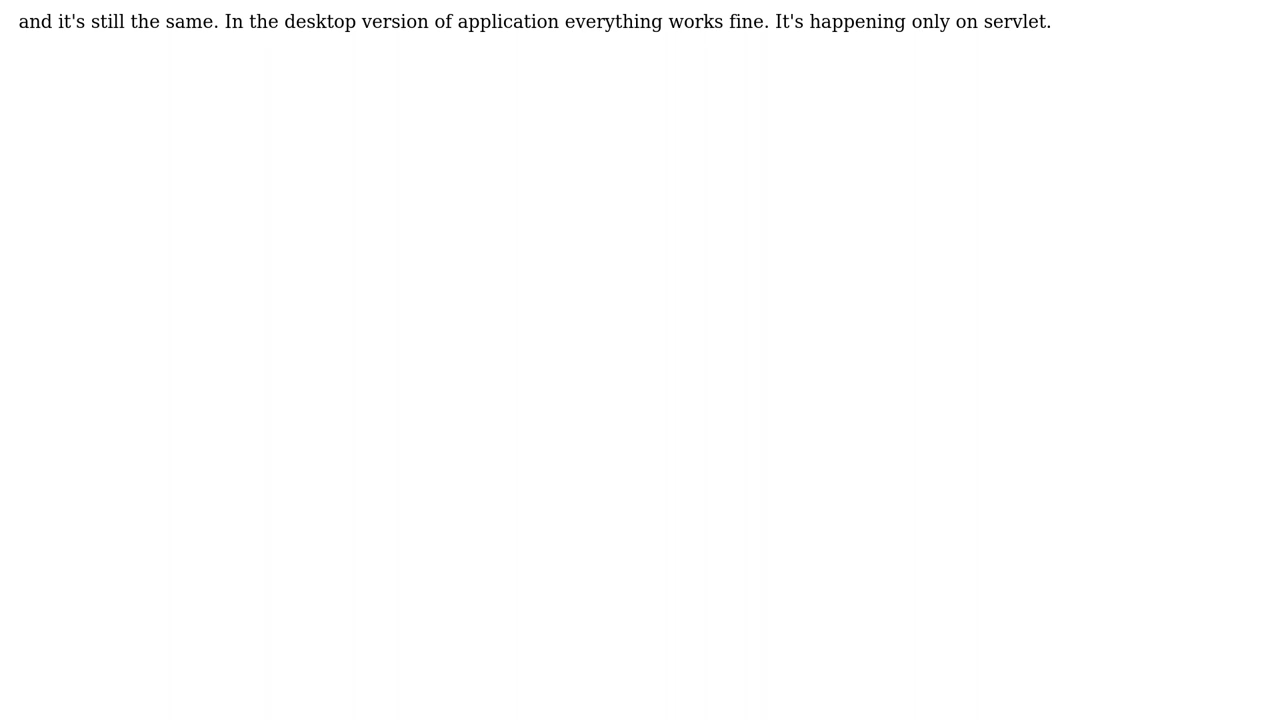 and it's still the same. In the desktop version of application everything works fine. It's happening only on servlet.